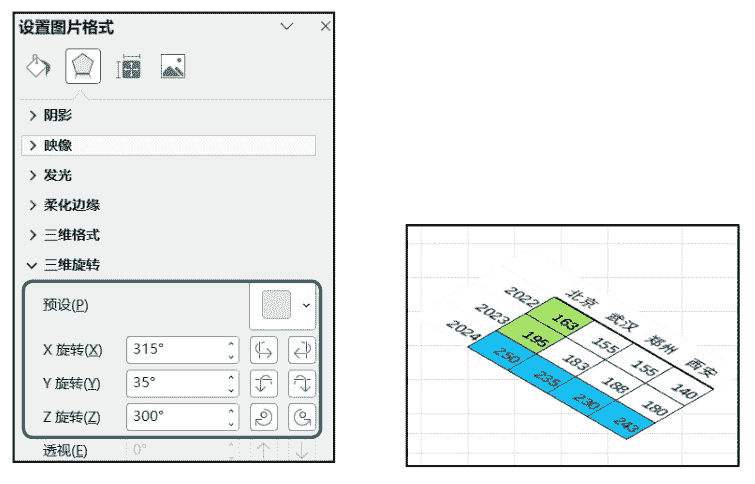 设置图片格式
阴影
映像
发光
柔化边缘
三维格式
三维旋转
预设(P)
X 旋转(X) 315°
Y 旋转(Y) 35°
Z 旋转(Z) 300°
透视(E) 0°
北京 武汉 郑州 西安
2022 163 155 155 140
2023 195 183 188 180
2024 250 235 230 243